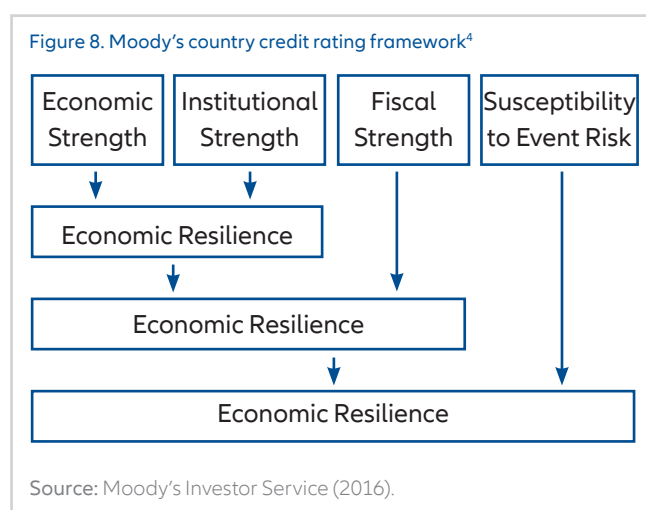 Figure 8. Moody's country credit rating framework⁴
Economic
Strength
Institutional
Strength
Fiscal
Strength
Susceptibility
to Event Risk
Economic Resilience
Economic Resilience
Economic Resilience
Source: Moody's Investor Service (2016).